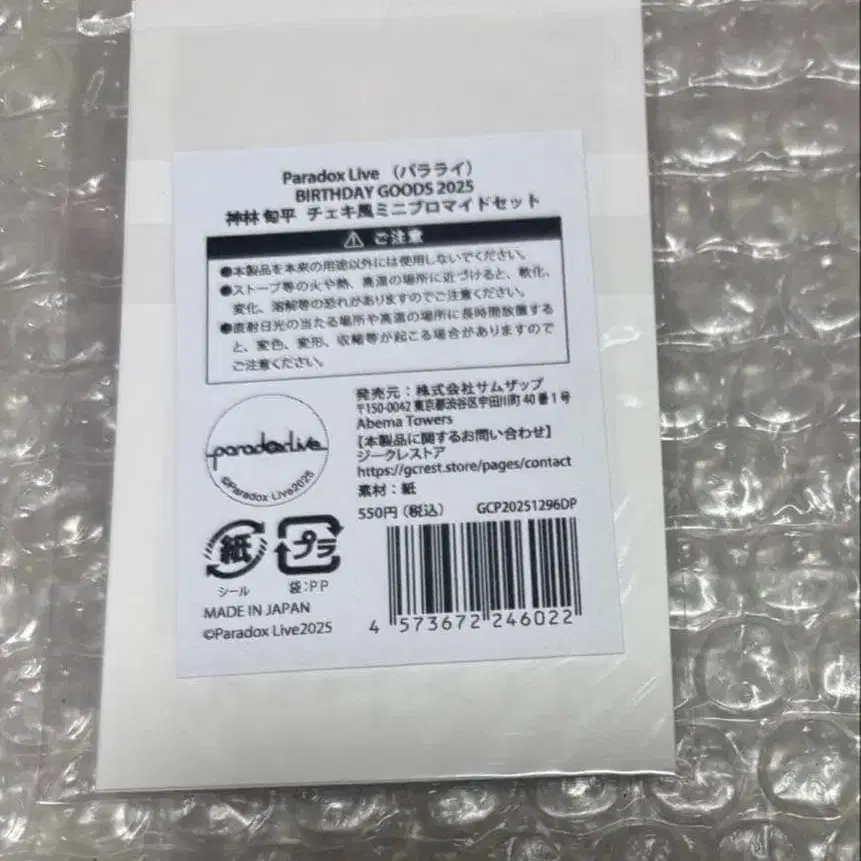 Paradox Live （パラライ）
BIRTHDAY GOODS 2025
神林 匋平 チェキ風ミニブロマイドセット
⚠ ご注意
●本製品を本来の用途以外には使用しないでください。
●ストーブ等の火や熱、高温の場所に近づけると、軟化、
変化、溶解等の恐れがありますのでご注意ください。
●直射日光の当たる場所や高温の場所に長時間放置する
と、変色、変形、収縮等が起こる場合がありますので
ご注意ください。
paradoxLive
©Paradox Live2025
発売元：株式会社サムザップ
〒150-0042 東京都渋谷区宇田川町 40 番 1 号
Abema Towers
【本製品に関するお問い合わせ】
ジークレストア
https://gcrest.store/pages/contact
素材：紙
550円（税込） GCP20251296DP
紙
シール
プラ
袋：PP
MADE IN JAPAN
©Paradox Live2025
4 573672 246022